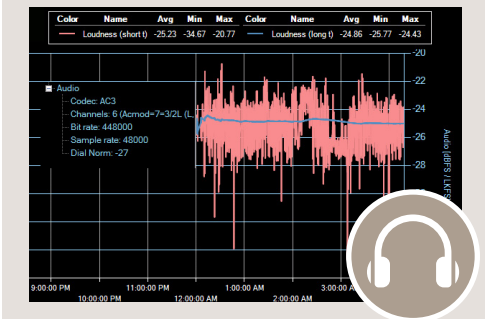 Color Name Avg Min Max Color Name Avg Min Max
Loudness (short t) -25.23 -34.67 -20.77 Loudness (long t) -24.86 -25.77 -24.43
-20
-22
Audio
Codec: AC3
Channels: 6 (Acmod=7=3/2L (L,
Bit rate: 448000
Sample rate: 48000
Dial Norm: -27
-24
-26
-28
Audio [dBFS / LKFS
9:00:00 PM 11:00:00 PM 1:00:00 AM 3:00:00 A
10:00:00 PM 12:00:00 AM 2:00:00 AM